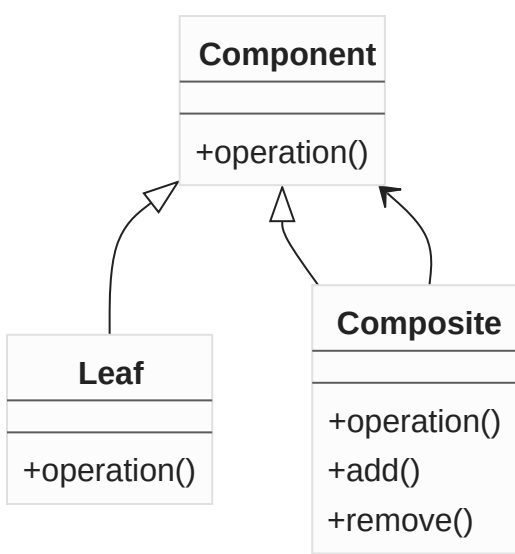 Component
+operation()
Leaf
+operation()
Composite
+operation()
+add()
+remove()